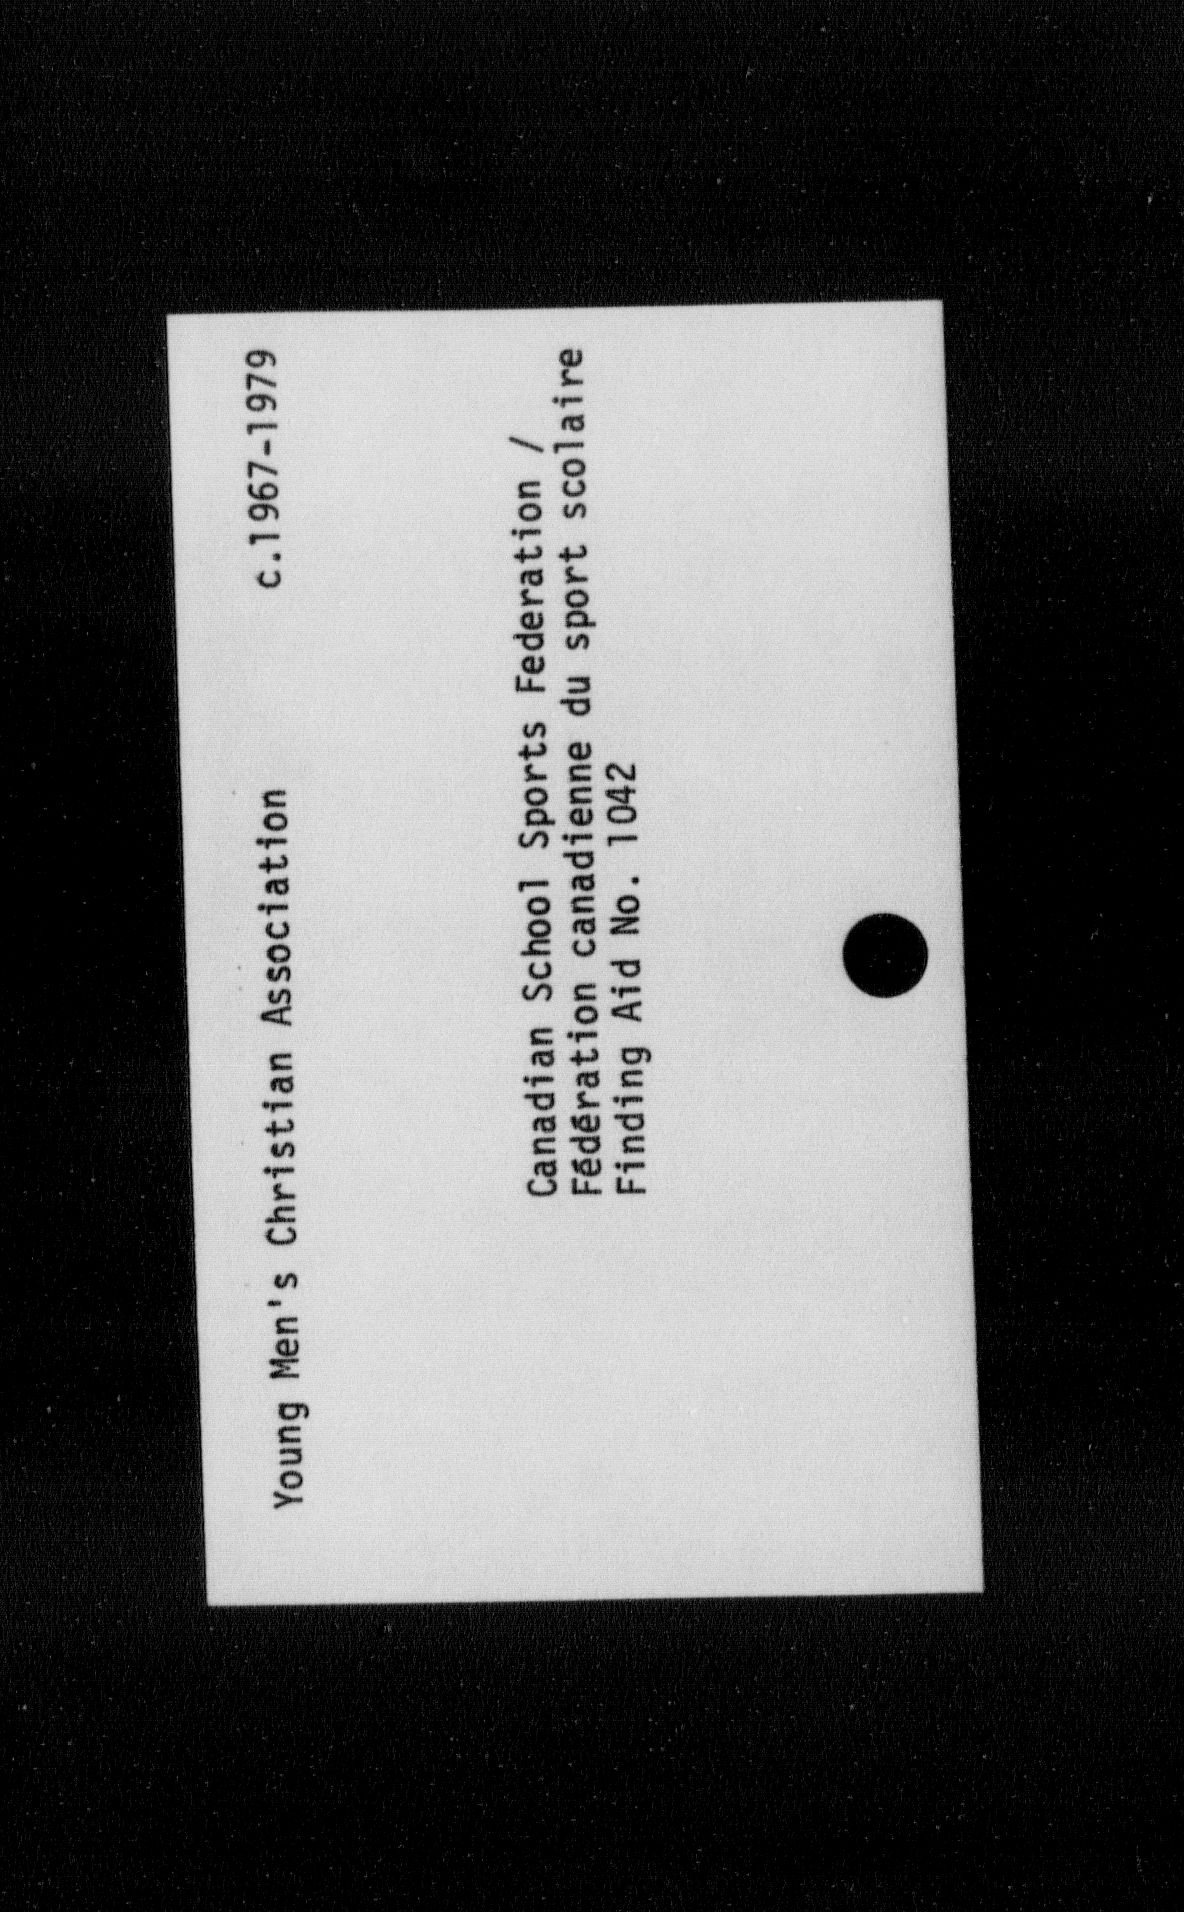 Young Men's Christian Association c.1967-1979
Canadian School Sports Federation /
Fédération canadienne du sport scolaire
Finding Aid No. 1042